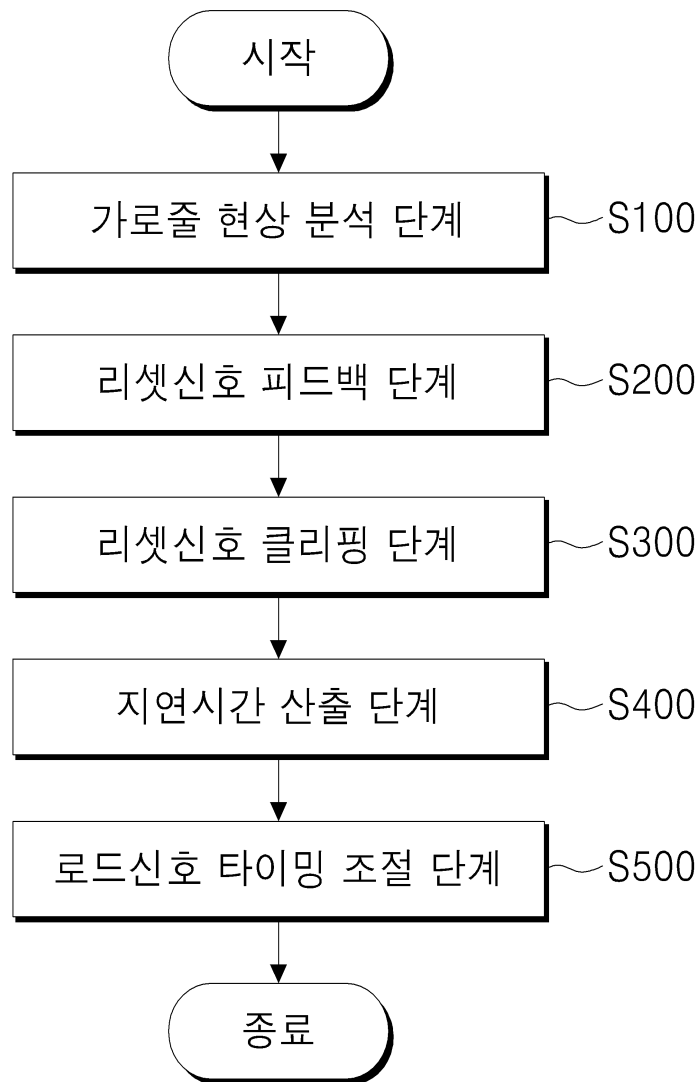 시작
가로줄 현상 분석 단계 S100
리셋신호 피드백 단계 S200
리셋신호 클리핑 단계 S300
지연시간 산출 단계 S400
로드신호 타이밍 조절 단계 S500
종료